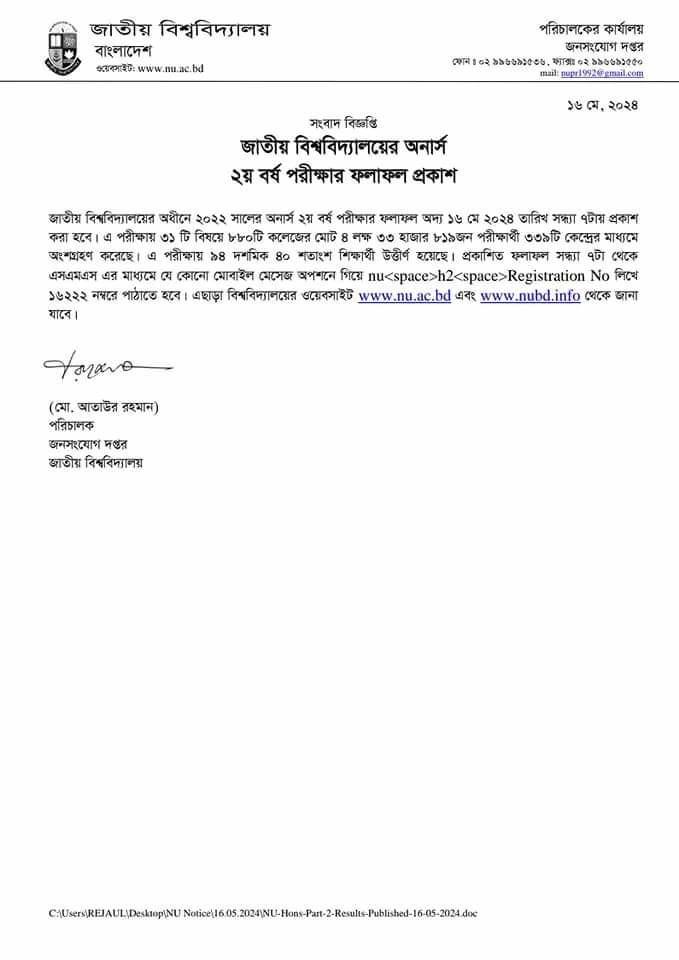 জাতীয় বিশ্ববিদ্যালয়
বাংলাদেশ
ওয়েবসাইট: www.nu.ac.bd
পরিচালকের কার্যালয়
জনসংযোগ দপ্তর
ফোন : ০২ ৯৯৬৬৯১৫৩৬, ফ্যাক্সঃ ০২ ৯৯৬৬৯১৫৫০
mail: nupr1992@gmail.com
১৬ মে, ২০২৪
সংবাদ বিজ্ঞপ্তি
জাতীয় বিশ্ববিদ্যালয়ের অনার্স
২য় বর্ষ পরীক্ষার ফলাফল প্রকাশ
জাতীয় বিশ্ববিদ্যালয়ের অধীনে ২০২২ সালের অনার্স ২য় বর্ষ পরীক্ষার ফলাফল অদ্য ১৬ মে ২০২৪ তারিখ সন্ধ্যা ৭টায় প্রকাশ
করা হবে। এ পরীক্ষায় ৩১ টি বিষয়ে ৮৮০টি কলেজের মোট ৪ লক্ষ ৩৩ হাজার ৮১৯জন পরীক্ষার্থী ৩৩৯টি কেন্দ্রের মাধ্যমে
অংশগ্রহণ করেছে। এ পরীক্ষায় ৯৪ দশমিক ৪০ শতাংশ শিক্ষার্থী উত্তীর্ণ হয়েছে। প্রকাশিত ফলাফল সন্ধ্যা ৭টা থেকে
এসএমএস এর মাধ্যমে যে কোনো মোবাইল মেসেজ অপশনে গিয়ে nu<space>h2<space>Registration No লিখে
১৬২২২ নম্বরে পাঠাতে হবে। এছাড়া বিশ্ববিদ্যালয়ের ওয়েবসাইট www.nu.ac.bd এবং www.nubd.info থেকে জানা
যাবে।
(মো. আতাউর রহমান)
পরিচালক
জনসংযোগ দপ্তর
জাতীয় বিশ্ববিদ্যালয়
C:\Users\REJAUL\Desktop\NU Notice\16.05.2024\NU-Hons-Part-2-Results-Published-16-05-2024.doc